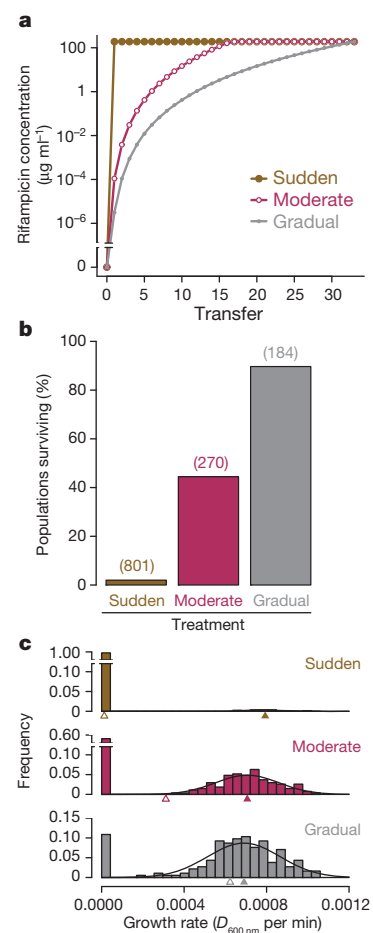 a
Rifampicin concentration
(µg ml⁻¹)
100
1
10⁻²
10⁻⁴
10⁻⁶
0
Sudden
Moderate
Gradual
0 5 10 15 20 25 30
Transfer
b
Populations surviving (%)
100
80
60
40
20
0
(801)
(270)
(184)
Sudden Moderate Gradual
Treatment
c
Frequency
1.00
0.10
0.05
0
Sudden
0.60
0.10
0.05
0
Moderate
0.15
0.10
0.05
0
Gradual
0.0000 0.0004 0.0008 0.0012
Growth rate (D600 nm per min)